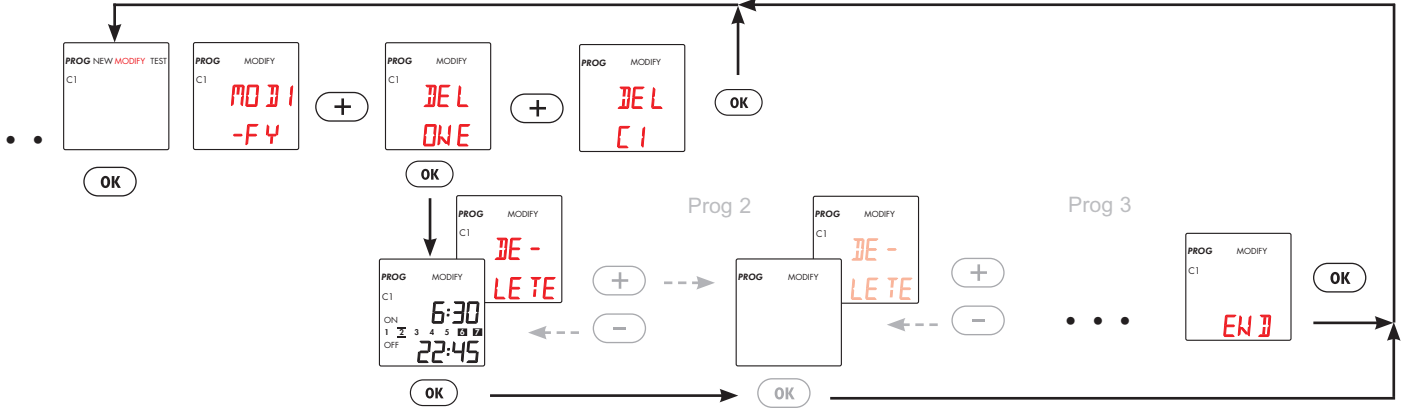 PROG NEW MODIFY TEST
C1
OK
PROG MODIFY
C1
MODI
-FY
+
PROG MODIFY
C1
DEL
ONE
OK
+
PROG MODIFY
DEL
C1
OK
PROG MODIFY
C1
DE-
LETE
PROG MODIFY
C1
6:30
ON
1 2 3 4 5 6 7
OFF
22:45
OK
+
-
Prog 2
PROG MODIFY
C1
DE-
LETE
PROG MODIFY
OK
+
-
Prog 3
PROG MODIFY
C1
END
OK